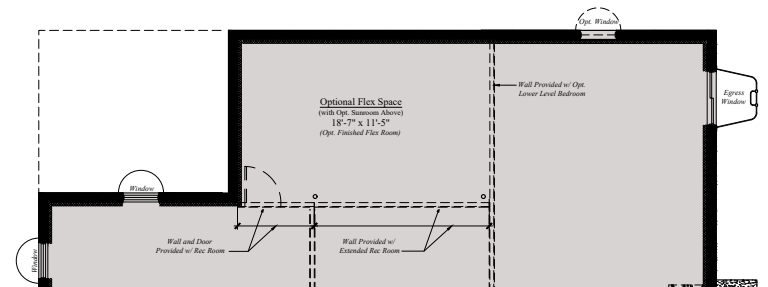 Opt. Window
Wall Provided w/ Opt.
Lower Level Bedroom
Egress
Window
Optional Flex Space
(with Opt. Sunroom Above)
18'-7" x 11'-5"
(Opt. Finished Flex Room)
Window
Wall and Door
Provided w/ Rec Room
Wall Provided w/
Extended Rec Room
Window